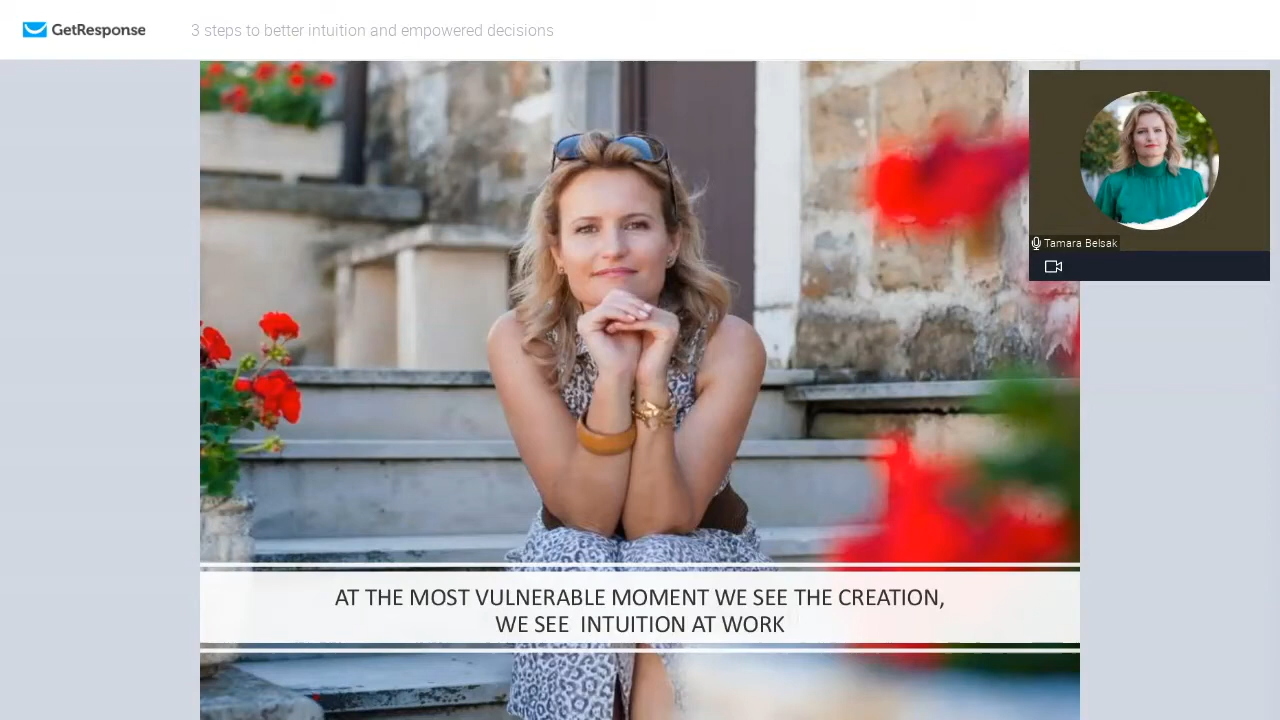 GetResponse
3 steps to better intuition and empowered decisions
Tamara Belsak
AT THE MOST VULNERABLE MOMENT WE SEE THE CREATION,
WE SEE  INTUITION AT WORK